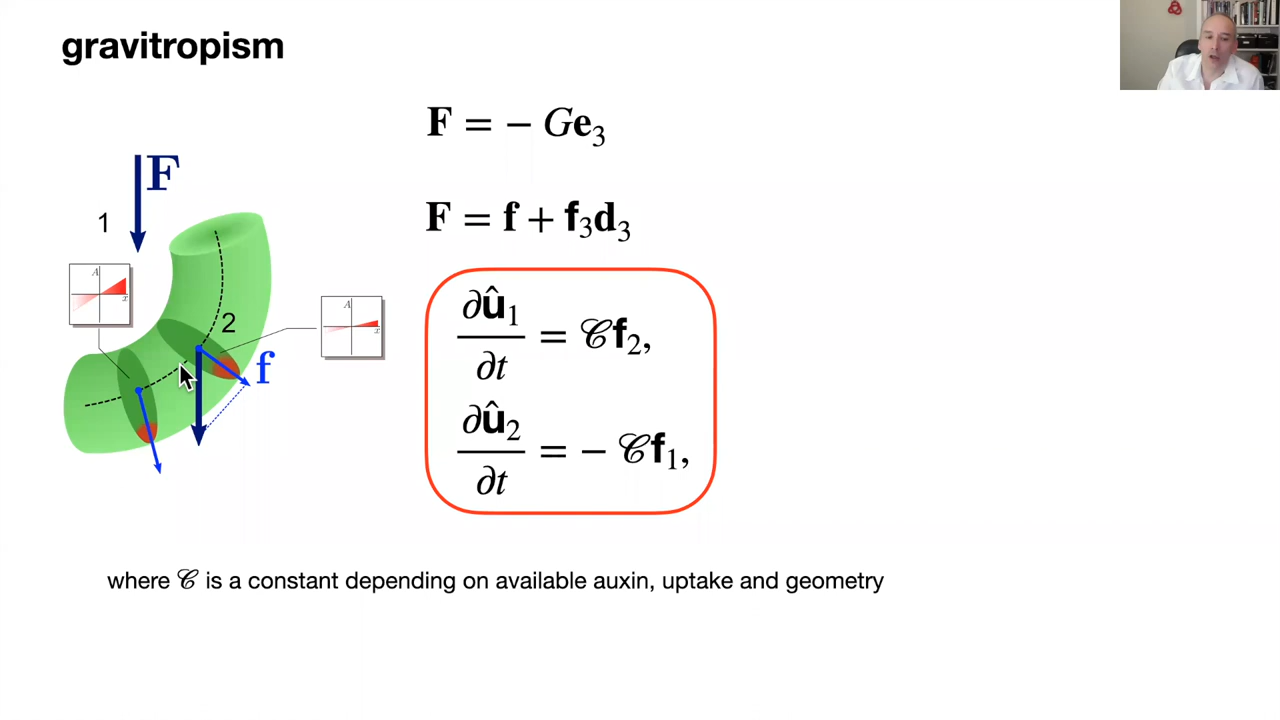 gravitropism
F = − Ge₃
F
1
F = f + f₃d₃
A
x
∂û₁/∂t = 𝒞f₂,
2
A
x
f
∂û₂/∂t = − 𝒞f₁,
where 𝒞 is a constant depending on available auxin, uptake and geometry